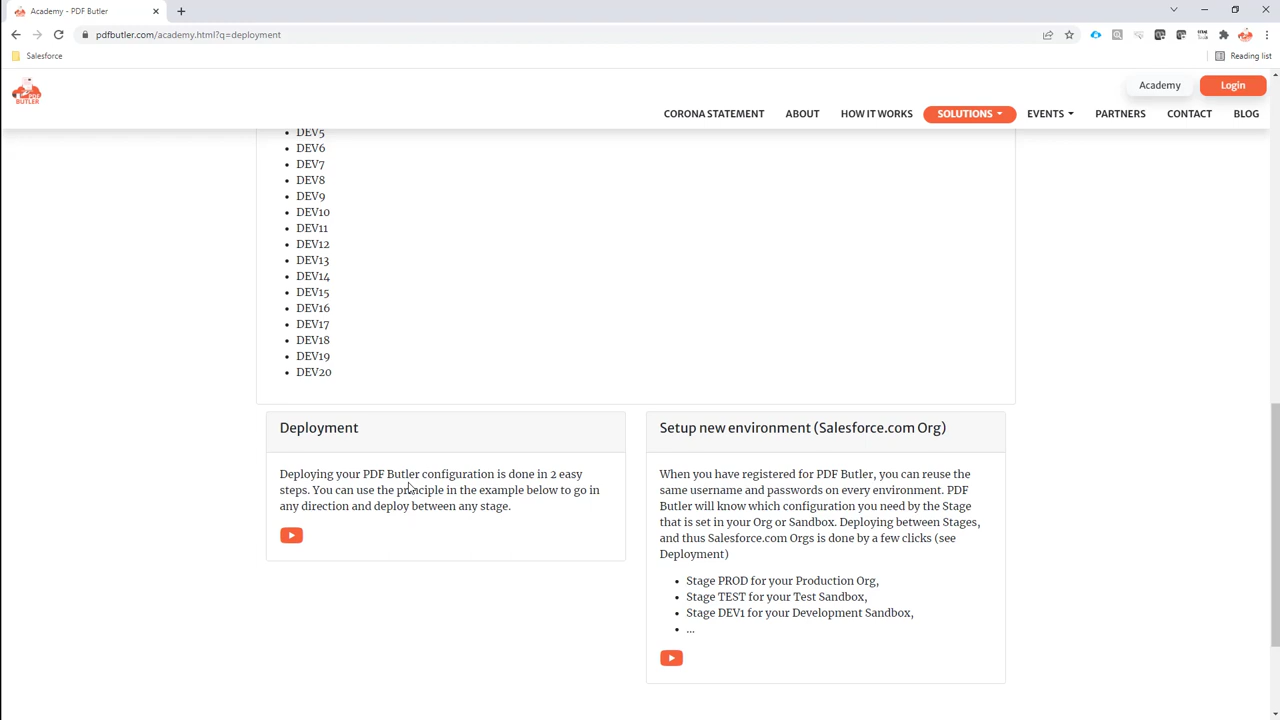 Academy - PDF Butler
pdfbutler.com/academy.html?q=deployment
Salesforce
Reading list
PDF BUTLER
Academy
Login
CORONA STATEMENT
ABOUT
HOW IT WORKS
SOLUTIONS
EVENTS
PARTNERS
CONTACT
BLOG
DEV5
DEV6
DEV7
DEV8
DEV9
DEV10
DEV11
DEV12
DEV13
DEV14
DEV15
DEV16
DEV17
DEV18
DEV19
DEV20
Deployment
Deploying your PDF Butler configuration is done in 2 easy
steps. You can use the principle in the example below to go in
any direction and deploy between any stage.
Setup new environment (Salesforce.com Org)
When you have registered for PDF Butler, you can reuse the
same username and passwords on every environment. PDF
Butler will know which configuration you need by the Stage
that is set in your Org or Sandbox. Deploying between Stages,
and thus Salesforce.com Orgs is done by a few clicks (see
Deployment)
Stage PROD for your Production Org,
Stage TEST for your Test Sandbox,
Stage DEV1 for your Development Sandbox,
...